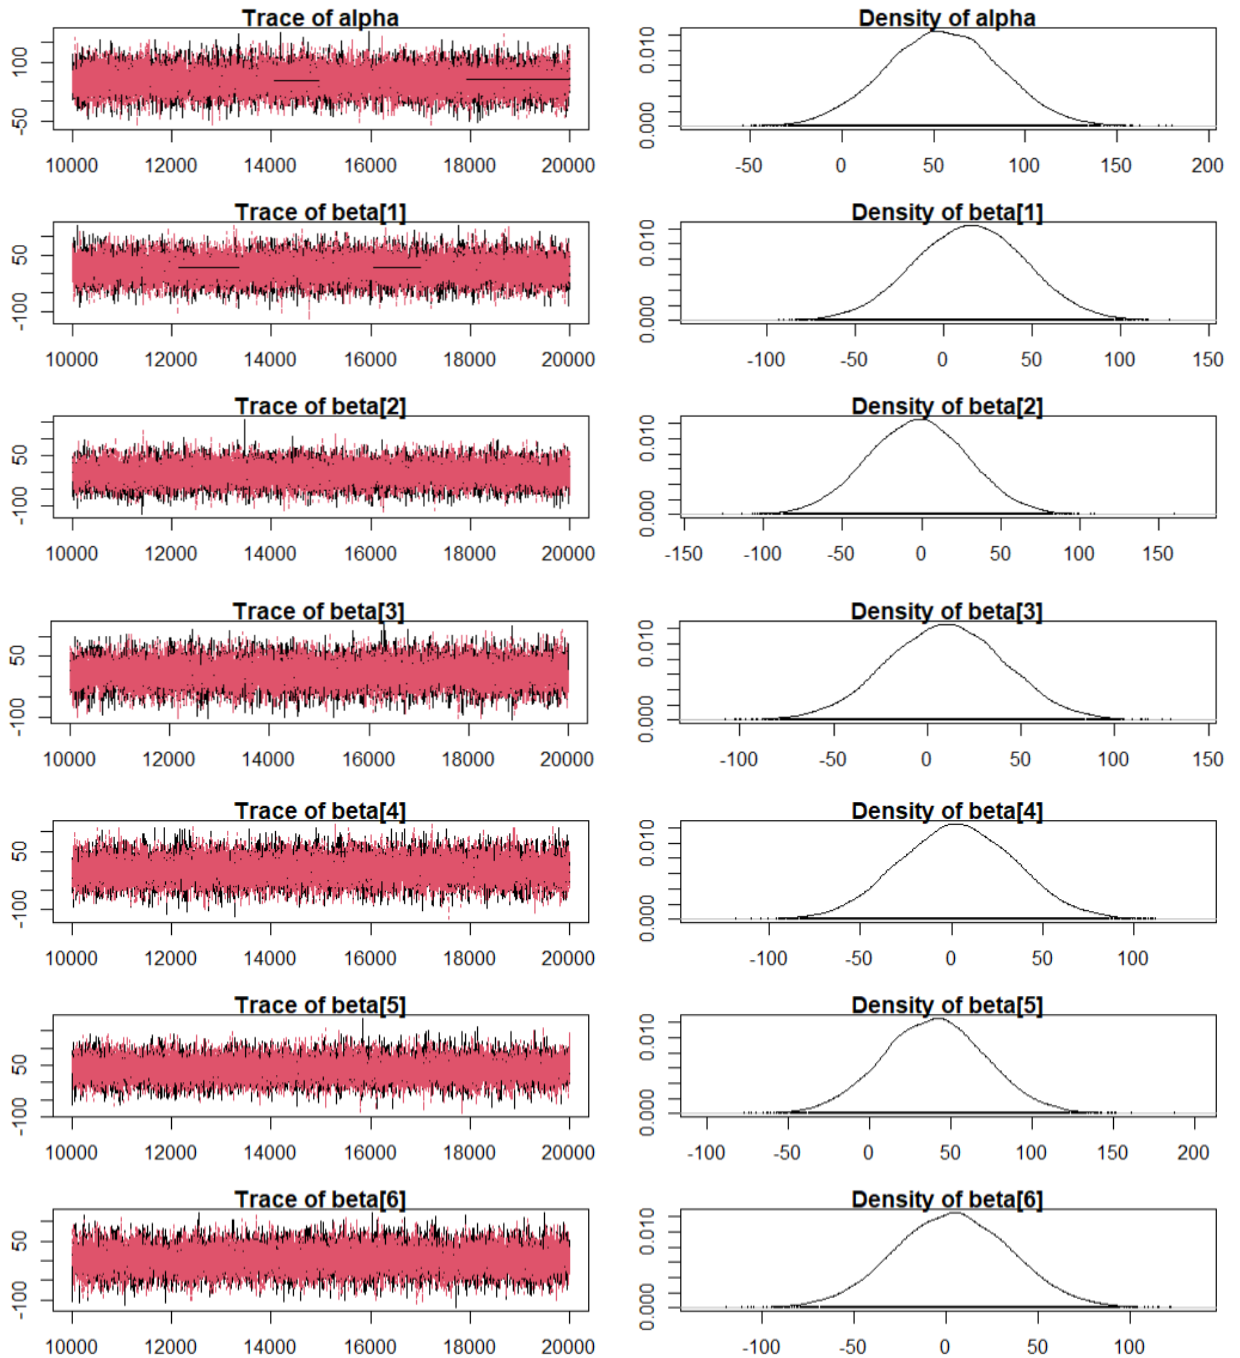 Trace of alpha
100
-50
10000 12000 14000 16000 18000 20000
Density of alpha
0.010
0.000
-50 0 50 100 150 200
Trace of beta[1]
50
-100
10000 12000 14000 16000 18000 20000
Density of beta[1]
0.010
0.000
-100 -50 0 50 100 150
Trace of beta[2]
50
-100
10000 12000 14000 16000 18000 20000
Density of beta[2]
0.010
0.000
-150 -100 -50 0 50 100 150
Trace of beta[3]
50
-100
10000 12000 14000 16000 18000 20000
Density of beta[3]
0.010
0.000
-100 -50 0 50 100 150
Trace of beta[4]
50
-100
10000 12000 14000 16000 18000 20000
Density of beta[4]
0.010
0.000
-100 -50 0 50 100
Trace of beta[5]
50
-100
10000 12000 14000 16000 18000 20000
Density of beta[5]
0.010
0.000
-100 -50 0 50 100 150 200
Trace of beta[6]
50
-100
10000 12000 14000 16000 18000 20000
Density of beta[6]
0.010
0.000
-100 -50 0 50 100